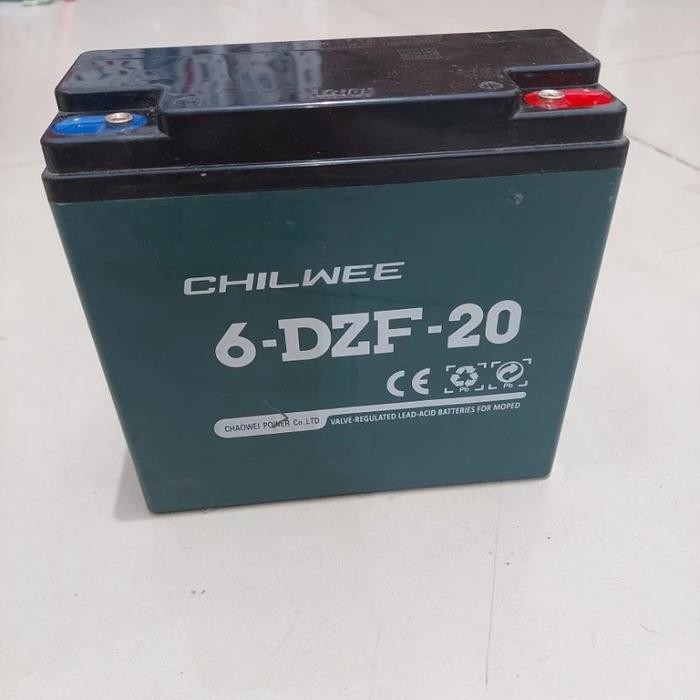 CHILWEE
6-DZF-20
CE
Pb Pb
CHAOWEI POWER Co.,LTD VALVE-REGULATED LEAD-ACID BATTERIES FOR MOPED